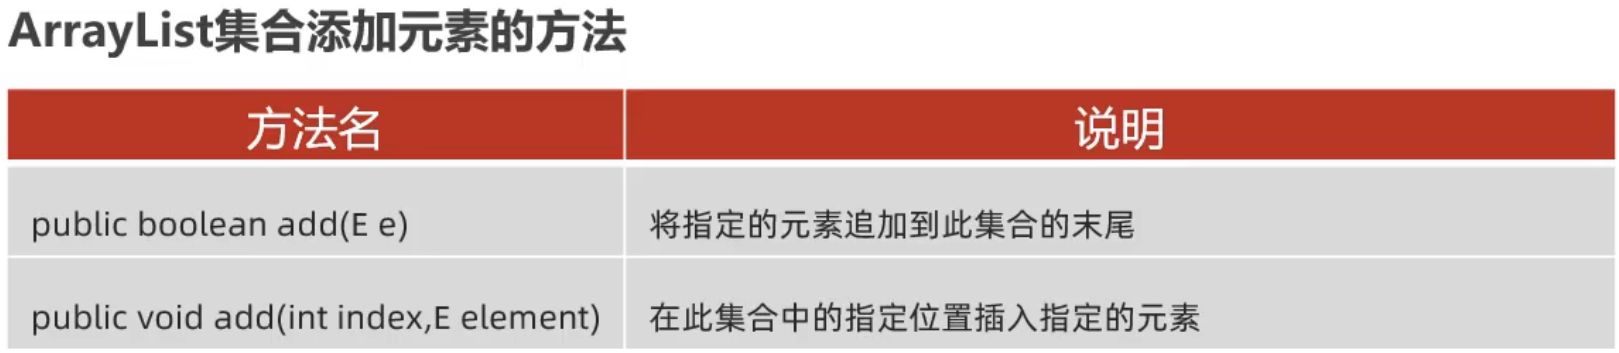 ArrayList集合添加元素的方法
方法名 说明
public boolean add(E e) 将指定的元素追加到此集合的末尾
public void add(int index,E element) 在此集合中的指定位置插入指定的元素